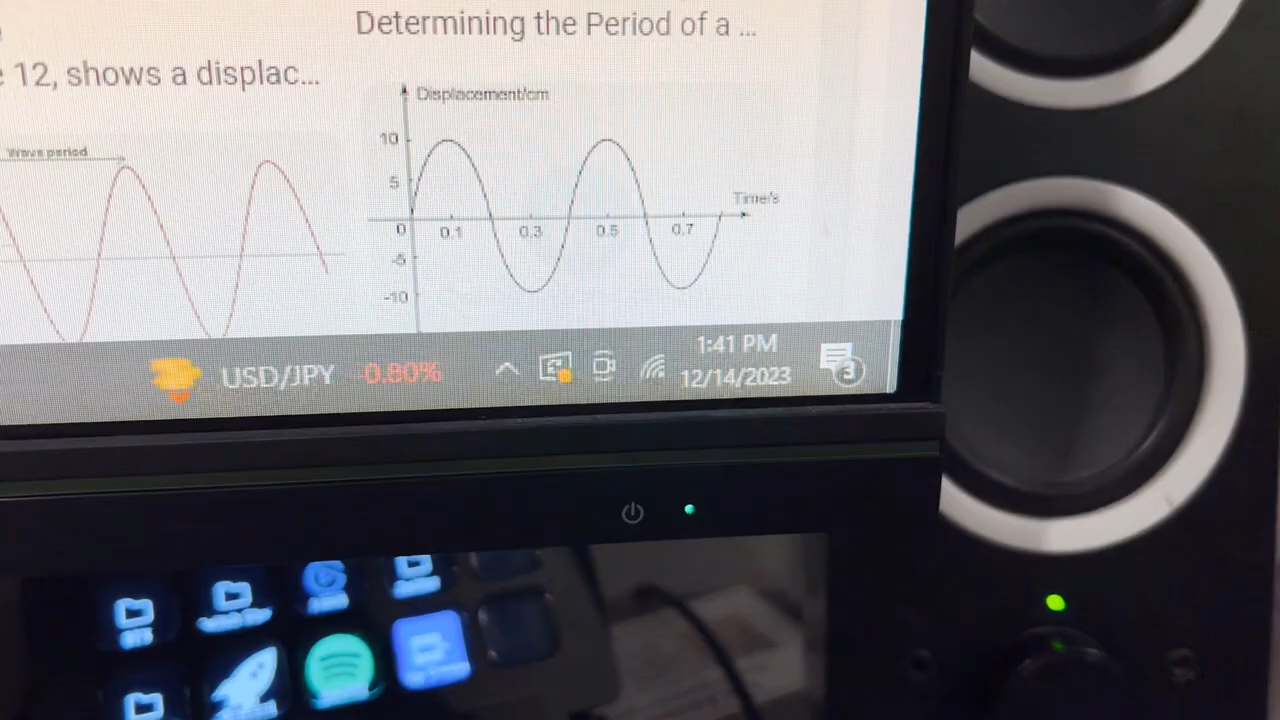 Determining the Period of a ...
12, shows a displac...
Wave period
Displacement/cm
10
5
0
-5
-10
0.1
0.3
0.5
0.7
Time/s
USD/JPY -0.80%
1:41 PM
12/14/2023
3